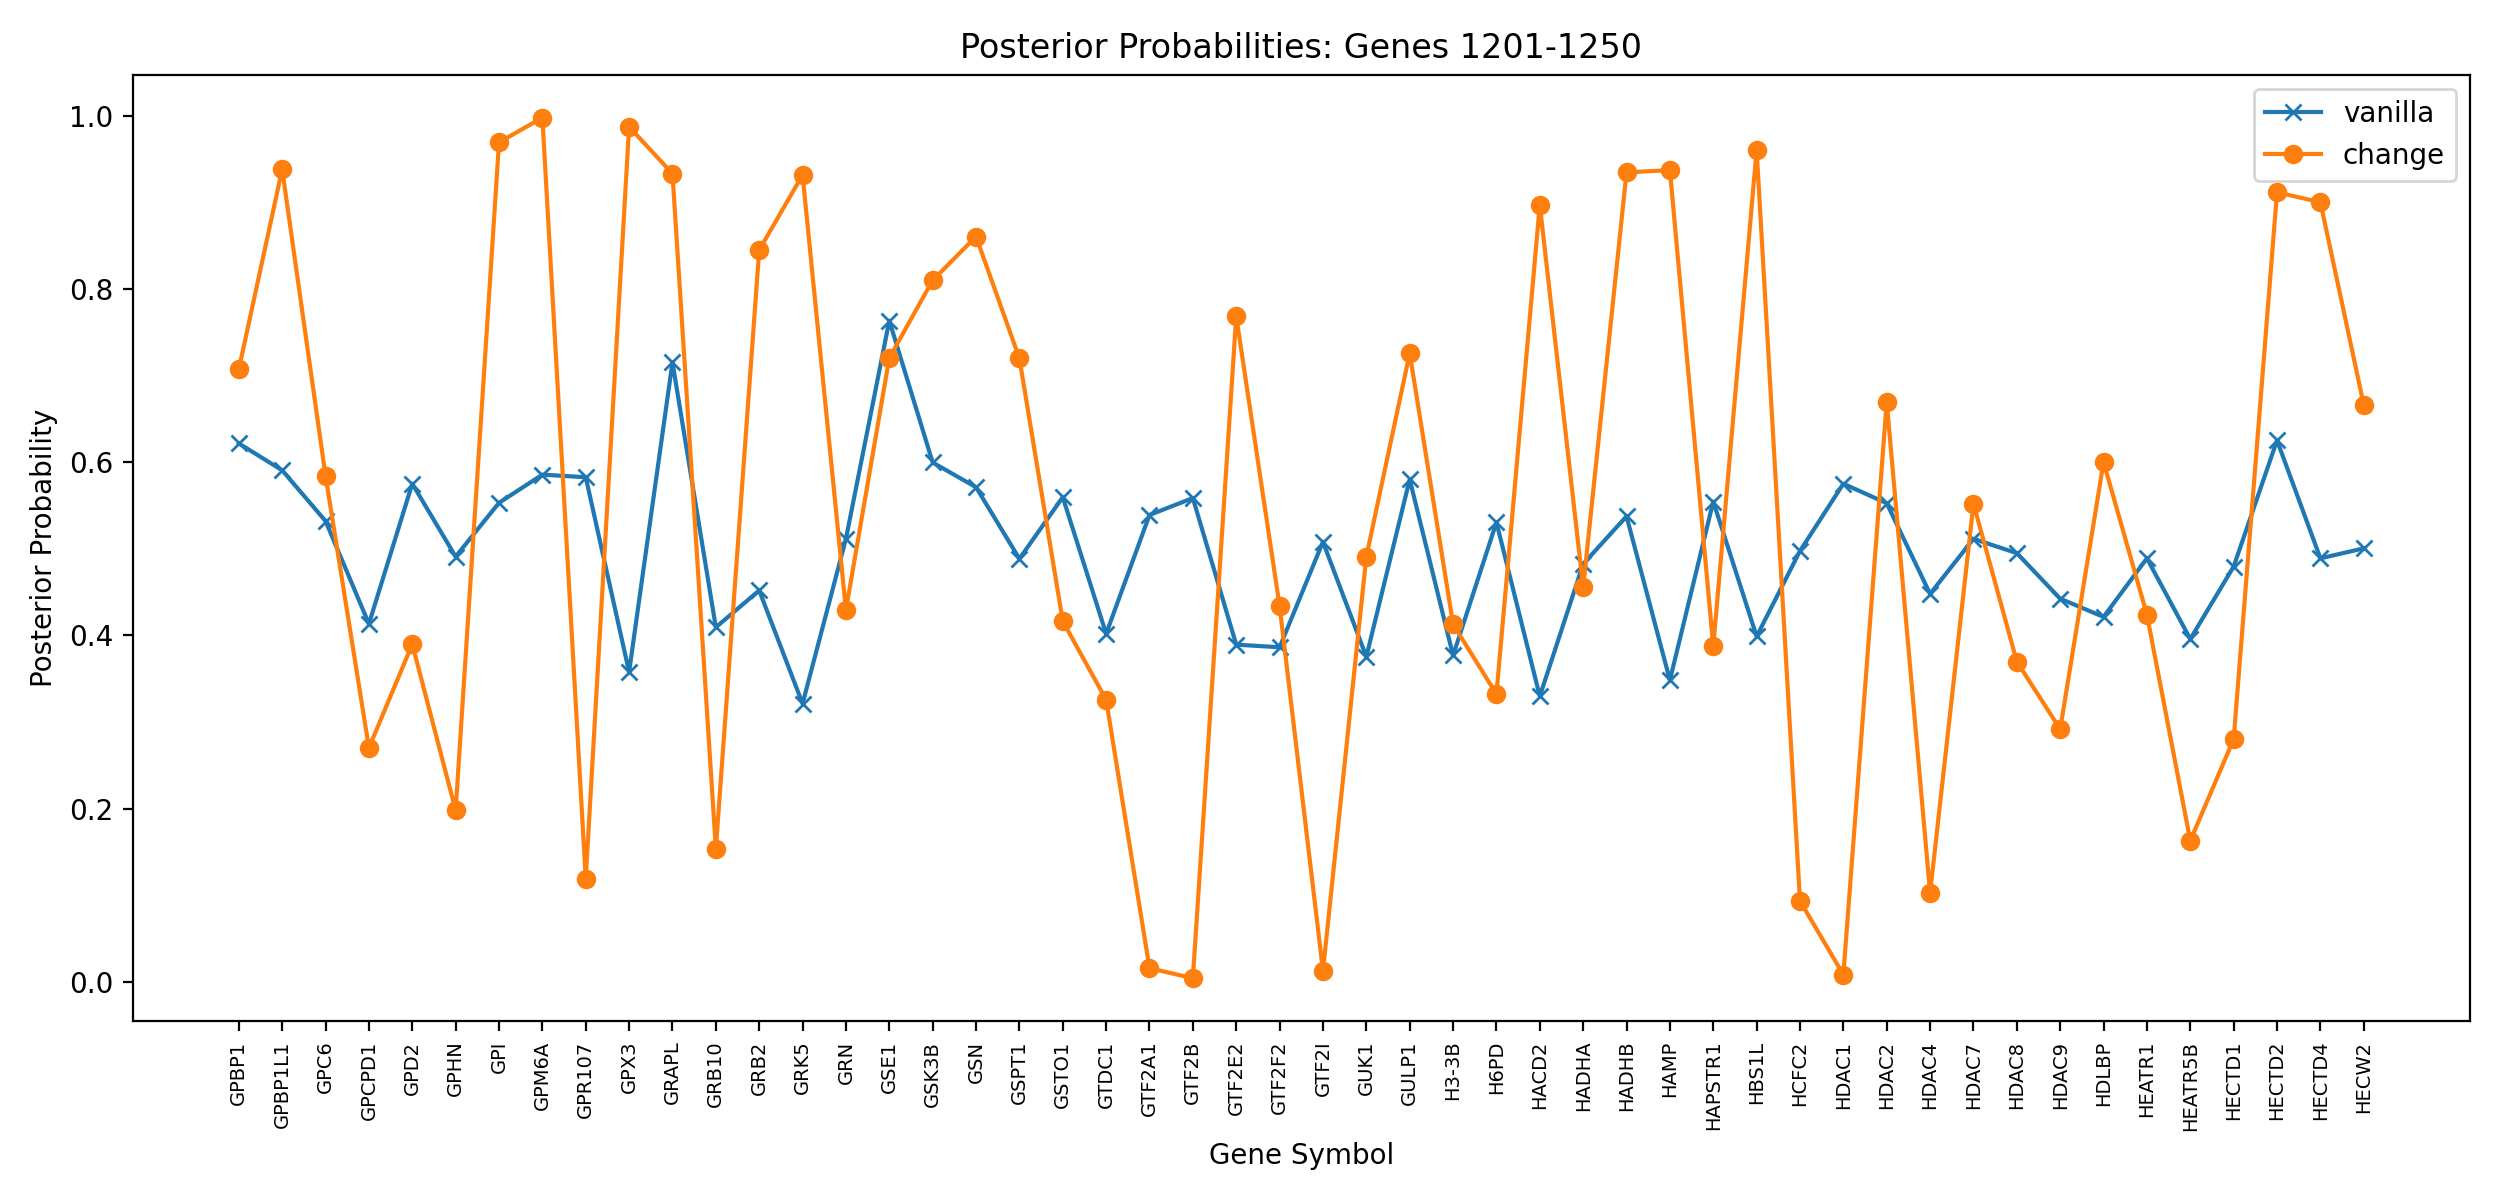 Posterior Probabilities: Genes 1201-1250
vanilla
change
Posterior Probability
1.0
0.8
0.6
0.4
0.2
0.0
GPBP1
GPBP1L1
GPC6
GPCPD1
GPD2
GPHN
GPI
GPM6A
GPR107
GPX3
GRAPL
GRB10
GRB2
GRK5
GRN
GSE1
GSK3B
GSN
GSPT1
GSTO1
GTDC1
GTF2A1
GTF2B
GTF2E2
GTF2F2
GTF2I
GUK1
GULP1
H3-3B
H6PD
HACD2
HADHA
HADHB
HAMP
HAPSTR1
HBS1L
HCFC2
HDAC1
HDAC2
HDAC4
HDAC7
HDAC8
HDAC9
HDLBP
HEATR1
HEATR5B
HECTD1
HECTD2
HECTD4
HECW2
Gene Symbol